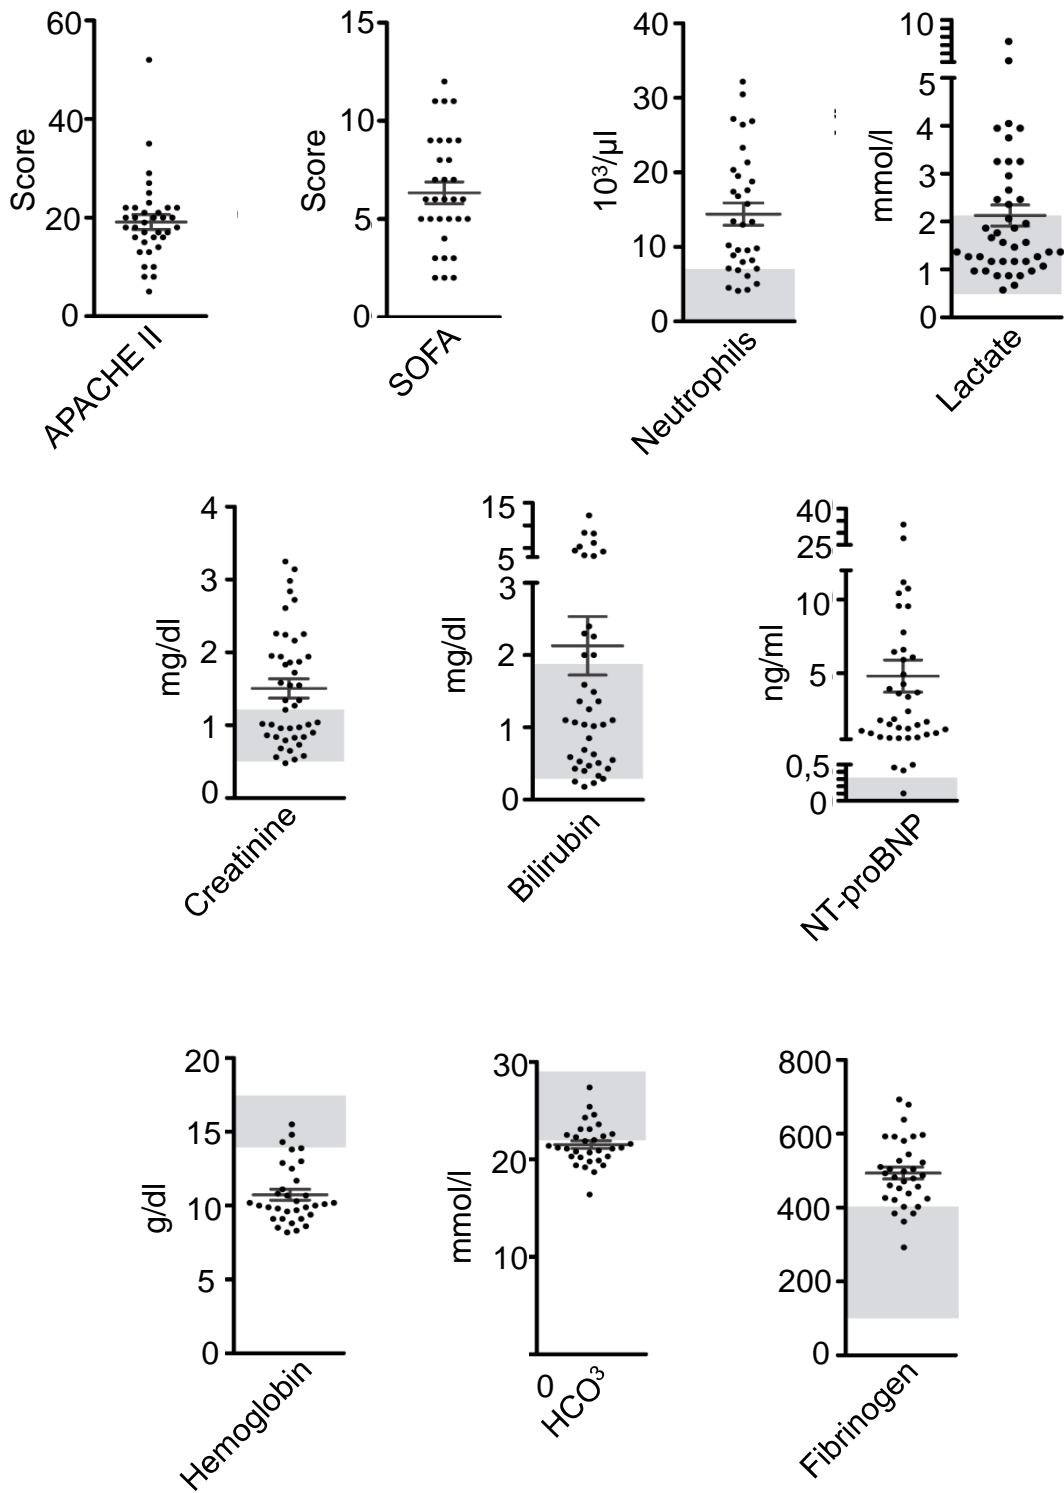 60
40
20
0
Score
APACHE II
15
10
5
0
Score
SOFA
40
30
20
10
0
10³/µl
Neutrophils
10
5
4
3
2
1
0
mmol/l
Lactate
4
3
2
1
0
mg/dl
Creatinine
15
5
3
2
1
0
mg/dl
Bilirubin
40
25
10
5
0,5
0
ng/ml
NT-proBNP
20
15
10
5
0
g/dl
Hemoglobin
30
20
10
0
mmol/l
HCO³
800
600
400
200
0
Fibrinogen